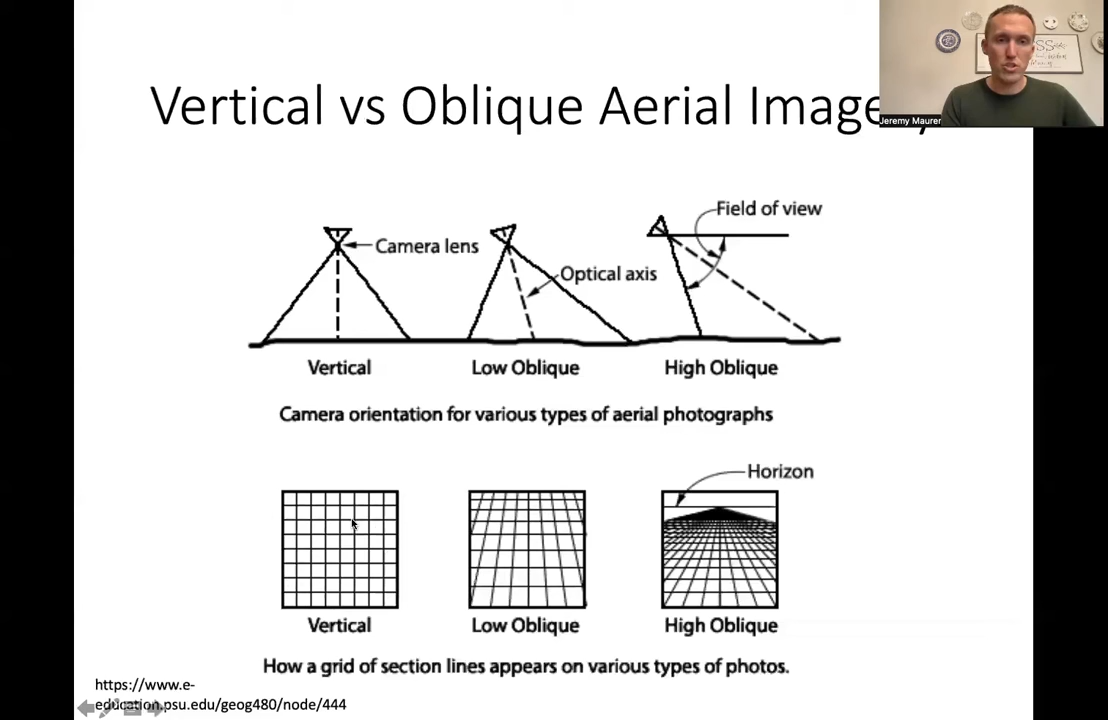 Vertical vs Oblique Aerial Image
Jeremy Maurer
Field of view
Camera lens
Optical axis
Vertical
Low Oblique
High Oblique
Camera orientation for various types of aerial photographs
Horizon
Vertical
Low Oblique
High Oblique
How a grid of section lines appears on various types of photos.
https://www.e-
education.psu.edu/geog480/node/444